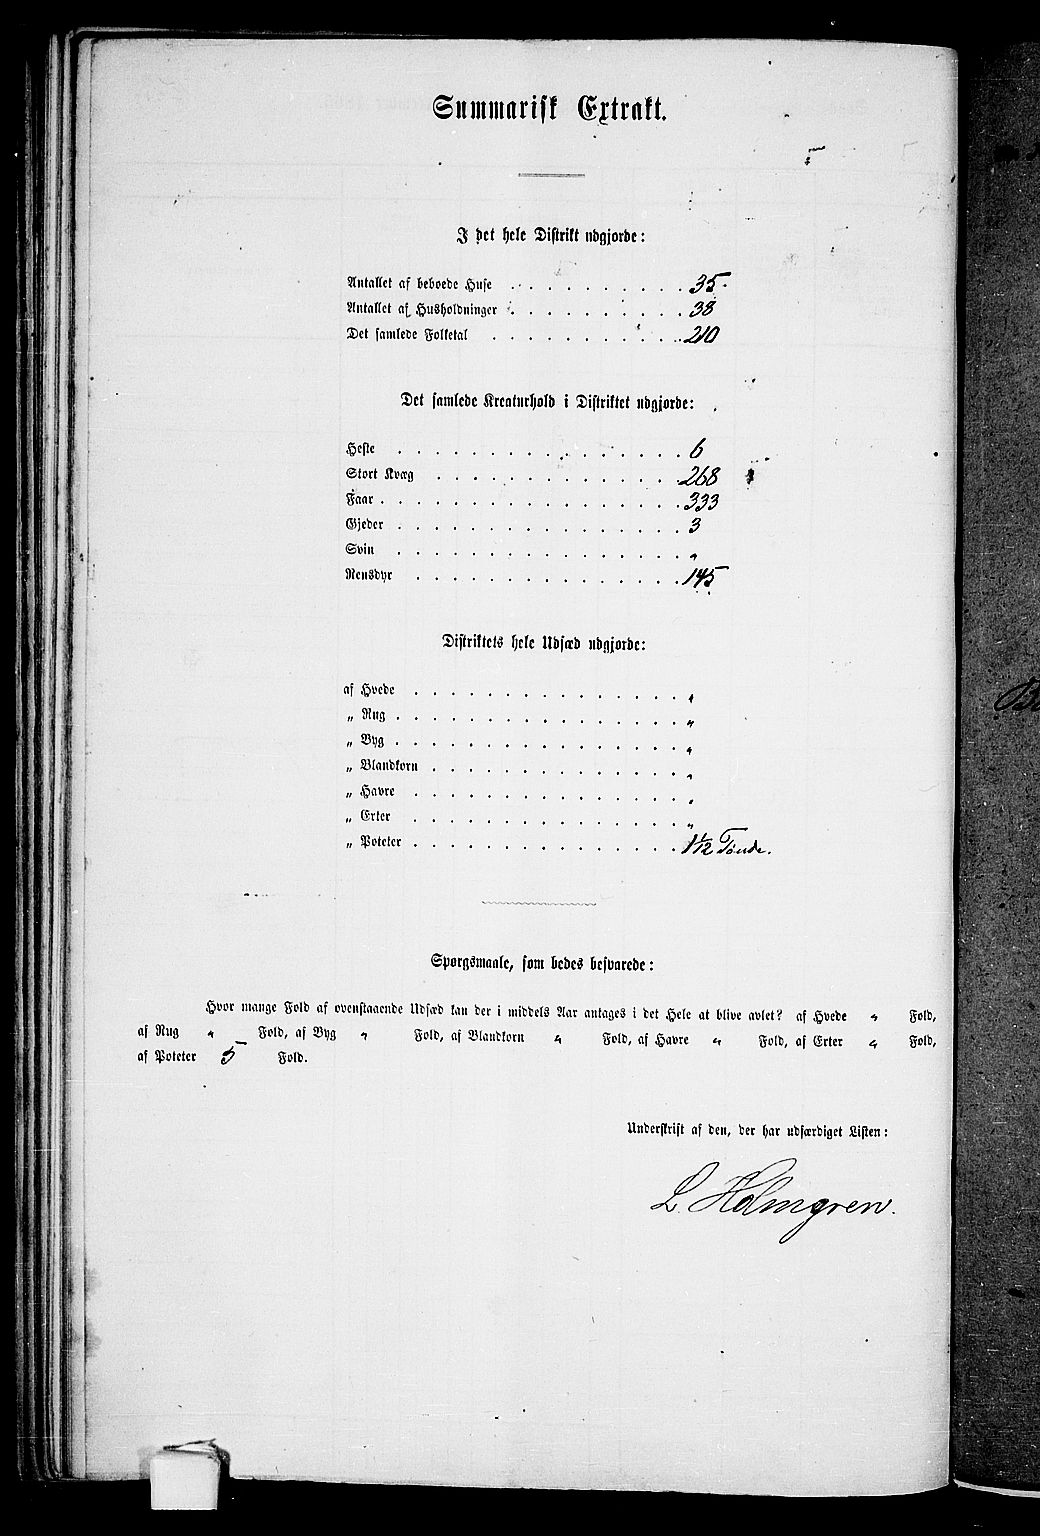 Summarisk Extrakt.
5
I det hele Distrikt udgjorde:
Antallet af beboede Huse . . . . . . . . . . 35
Antallet af Husholdninger . . . . . . . . . . 38
Det samlede Folketal . . . . . . . . . . . 210
Det samlede Kreaturhold i Distriktet udgjorde:
Heste . . . . . . . . . . . . . . . . 6
Stort Kvæg . . . . . . . . . . . . . . 268
Faar . . . . . . . . . . . . . . . . . 333
Gjeder . . . . . . . . . . . . . . . . 3
Svin . . . . . . . . . . . . . . . . "
Rensdyr . . . . . . . . . . . . . . . 145
Distriktets hele Udsæd udgjorde:
af Hvede . . . . . . . . . . . . . . . "
„ Rug . . . . . . . . . . . . . . . . "
„ Byg . . . . . . . . . . . . . . . . "
„ Blandkorn . . . . . . . . . . . . . . "
„ Havre . . . . . . . . . . . . . . . "
„ Erter . . . . . . . . . . . . . . . "
„ Poteter . . . . . . . . . . . . . . . 1 1/12 Tønde.
Spørgsmaale, som bedes besvarede:
Hvor mange Fold af ovenstaaende Udsæd kan der i middels Aar antages i det Hele at blive avlet? af Hvede " Fold,
af Rug " Fold, af Byg " Fold, af Blandkorn " Fold, af Havre " Fold, af Erter " Fold,
af Poteter 5 Fold.
Underskrift af den, der har udfærdiget Listen:
L. Holmgren.